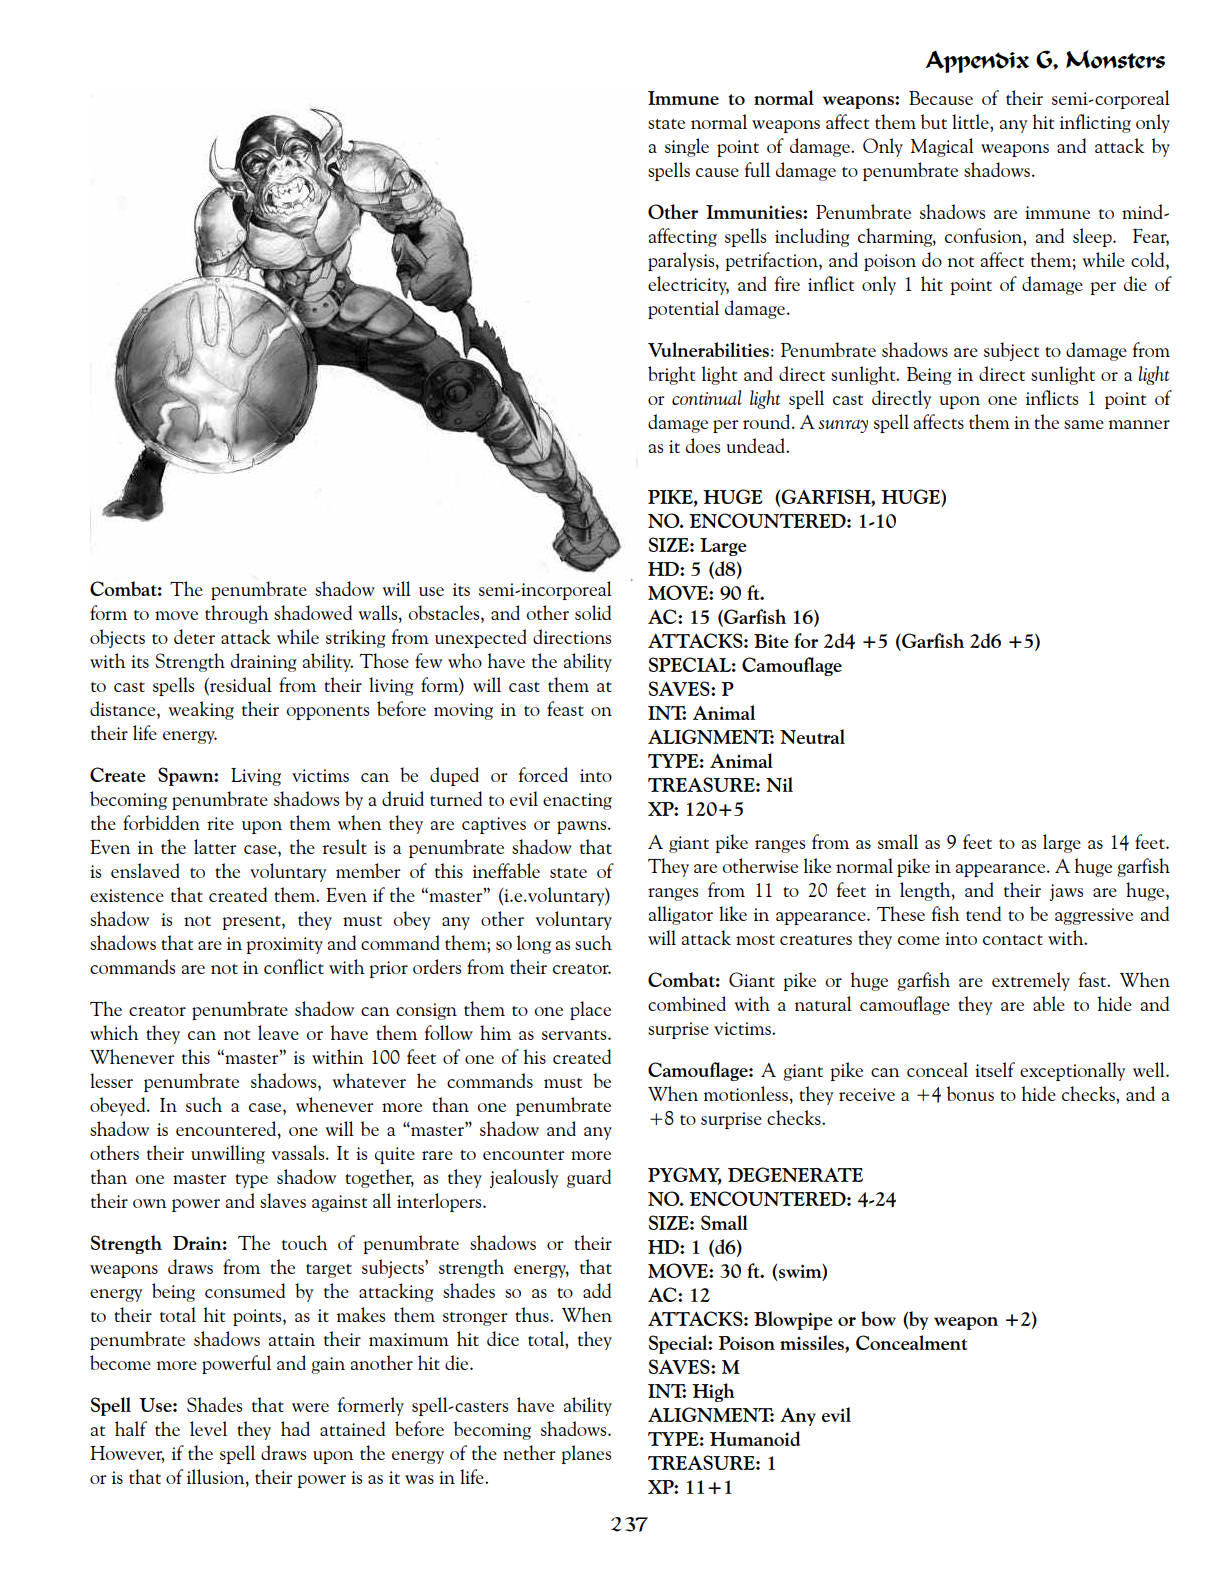 Appendix G, Monsters
Combat: The penumbrate shadow will use its semi-incorporeal
form to move through shadowed walls, obstacles, and other solid
objects to deter attack while striking from unexpected directions
with its Strength draining ability. Those few who have the ability
to cast spells (residual from their living form) will cast them at
distance, weaking their opponents before moving in to feast on
their life energy.
Create Spawn: Living victims can be duped or forced into
becoming penumbrate shadows by a druid turned to evil enacting
the forbidden rite upon them when they are captives or pawns.
Even in the latter case, the result is a penumbrate shadow that
is enslaved to the voluntary member of this ineffable state of
existence that created them. Even if the “master” (i.e.voluntary)
shadow is not present, they must obey any other voluntary
shadows that are in proximity and command them; so long as such
commands are not in conflict with prior orders from their creator.
The creator penumbrate shadow can consign them to one place
which they can not leave or have them follow him as servants.
Whenever this “master” is within 100 feet of one of his created
lesser penumbrate shadows, whatever he commands must be
obeyed. In such a case, whenever more than one penumbrate
shadow is encountered, one will be a “master” shadow and any
others their unwilling vassals. It is quite rare to encounter more
than one master type shadow together, as they jealously guard
their own power and slaves against all interlopers.
Strength Drain: The touch of penumbrate shadows or their
weapons draws from the target subjects’ strength energy, that
energy being consumed by the attacking shades so as to add
to their total hit points, as it makes them stronger thus. When
penumbrate shadows attain their maximum hit dice total, they
become more powerful and gain another hit die.
Spell Use: Shades that were formerly spell-casters have ability
at half the level they had attained before becoming shadows.
However, if the spell draws upon the energy of the nether planes
or is that of illusion, their power is as it was in life.
Immune to normal weapons: Because of their semi-corporeal
state normal weapons affect them but little, any hit inflicting only
a single point of damage. Only Magical weapons and attack by
spells cause full damage to penumbrate shadows.
Other Immunities: Penumbrate shadows are immune to mind-
affecting spells including charming, confusion, and sleep. Fear,
paralysis, petrifaction, and poison do not affect them; while cold,
electricity, and fire inflict only 1 hit point of damage per die of
potential damage.
Vulnerabilities: Penumbrate shadows are subject to damage from
bright light and direct sunlight. Being in direct sunlight or a light
or continual light spell cast directly upon one inflicts 1 point of
damage per round. A sunray spell affects them in the same manner
as it does undead.
PIKE, HUGE (GARFISH, HUGE)
NO. ENCOUNTERED: 1-10
SIZE: Large
HD: 5 (d8)
MOVE: 90 ft.
AC: 15 (Garfish 16)
ATTACKS: Bite for 2d4 +5 (Garfish 2d6 +5)
SPECIAL: Camouflage
SAVES: P
INT: Animal
ALIGNMENT: Neutral
TYPE: Animal
TREASURE: Nil
XP: 120+5
A giant pike ranges from as small as 9 feet to as large as 14 feet.
They are otherwise like normal pike in appearance. A huge garfish
ranges from 11 to 20 feet in length, and their jaws are huge,
alligator like in appearance. These fish tend to be aggressive and
will attack most creatures they come into contact with.
Combat: Giant pike or huge garfish are extremely fast. When
combined with a natural camouflage they are able to hide and
surprise victims.
Camouflage: A giant pike can conceal itself exceptionally well.
When motionless, they receive a +4 bonus to hide checks, and a
+8 to surprise checks.
PYGMY, DEGENERATE
NO. ENCOUNTERED: 4-24
SIZE: Small
HD: 1 (d6)
MOVE: 30 ft. (swim)
AC: 12
ATTACKS: Blowpipe or bow (by weapon +2)
Special: Poison missiles, Concealment
SAVES: M
INT: High
ALIGNMENT: Any evil
TYPE: Humanoid
TREASURE: 1
XP: 11+1
237